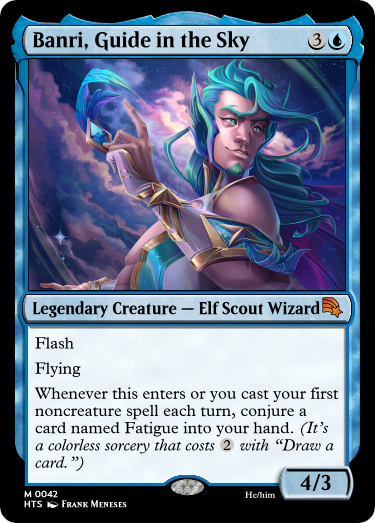 Banri, Guide in the Sky 3
Legendary Creature — Elf Scout Wizard
Flash
Flying
Whenever this enters or you cast your first
noncreature spell each turn, conjure a
card named Fatigue into your hand. (It's
a colorless sorcery that costs 2 with “Draw a
card.”)
4/3
M 0042
He/him
HTS Frank Meneses